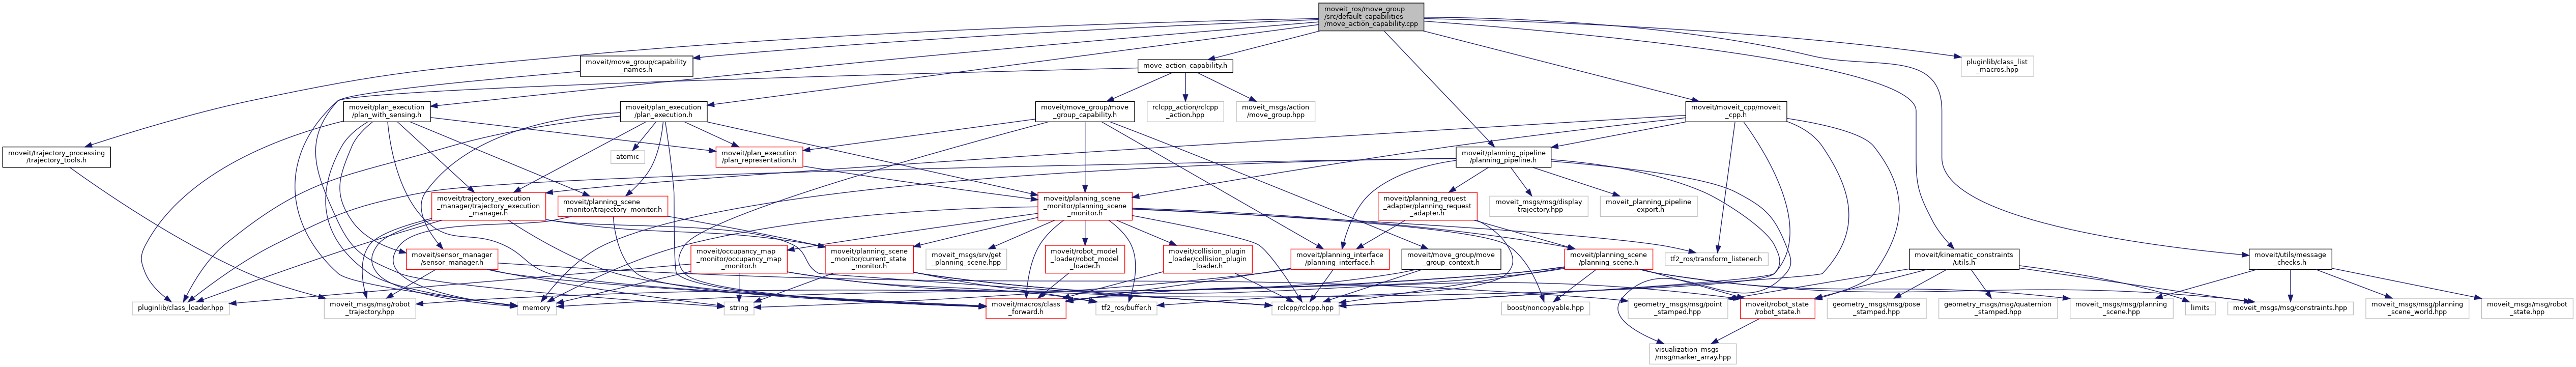 moveit_ros/move_group
/src/default_capabilities
/move_action_capability.cpp
moveit/move_group/capability
_names.h
move_action_capability.h
pluginlib/class_list
_macros.hpp
moveit/plan_execution
/plan_with_sensing.h
moveit/plan_execution
/plan_execution.h
moveit/move_group/move
_group_capability.h
rclcpp_action/rclcpp
_action.hpp
moveit_msgs/action
/move_group.hpp
moveit/moveit_cpp/moveit
_cpp.h
moveit/trajectory_processing
/trajectory_tools.h
atomic
moveit/plan_execution
/plan_representation.h
moveit/planning_pipeline
/planning_pipeline.h
moveit/trajectory_execution
_manager/trajectory_execution
_manager.h
moveit/planning_scene
_monitor/trajectory_monitor.h
moveit/planning_scene
_monitor/planning_scene
_monitor.h
moveit/planning_request
_adapter/planning_request
_adapter.h
moveit_msgs/msg/display
_trajectory.hpp
moveit_planning_pipeline
_export.h
moveit/sensor_manager
/sensor_manager.h
moveit/occupancy_map
_monitor/occupancy_map
_monitor.h
moveit/planning_scene
_monitor/current_state
_monitor.h
moveit_msgs/srv/get
_planning_scene.hpp
moveit/robot_model
_loader/robot_model
_loader.h
moveit/collision_plugin
_loader/collision_plugin
_loader.h
moveit/planning_interface
/planning_interface.h
moveit/move_group/move
_group_context.h
moveit/planning_scene
/planning_scene.h
tf2_ros/transform_listener.h
moveit/kinematic_constraints
/utils.h
moveit/utils/message
_checks.h
pluginlib/class_loader.hpp
moveit_msgs/msg/robot
_trajectory.hpp
memory
string
moveit/macros/class
_forward.h
tf2_ros/buffer.h
rclcpp/rclcpp.hpp
boost/noncopyable.hpp
geometry_msgs/msg/point
_stamped.hpp
moveit/robot_state
/robot_state.h
geometry_msgs/msg/pose
_stamped.hpp
geometry_msgs/msg/quaternion
_stamped.hpp
moveit_msgs/msg/planning
_scene.hpp
limits
moveit_msgs/msg/constraints.hpp
moveit_msgs/msg/planning
_scene_world.hpp
moveit_msgs/msg/robot
_state.hpp
visualization_msgs
/msg/marker_array.hpp